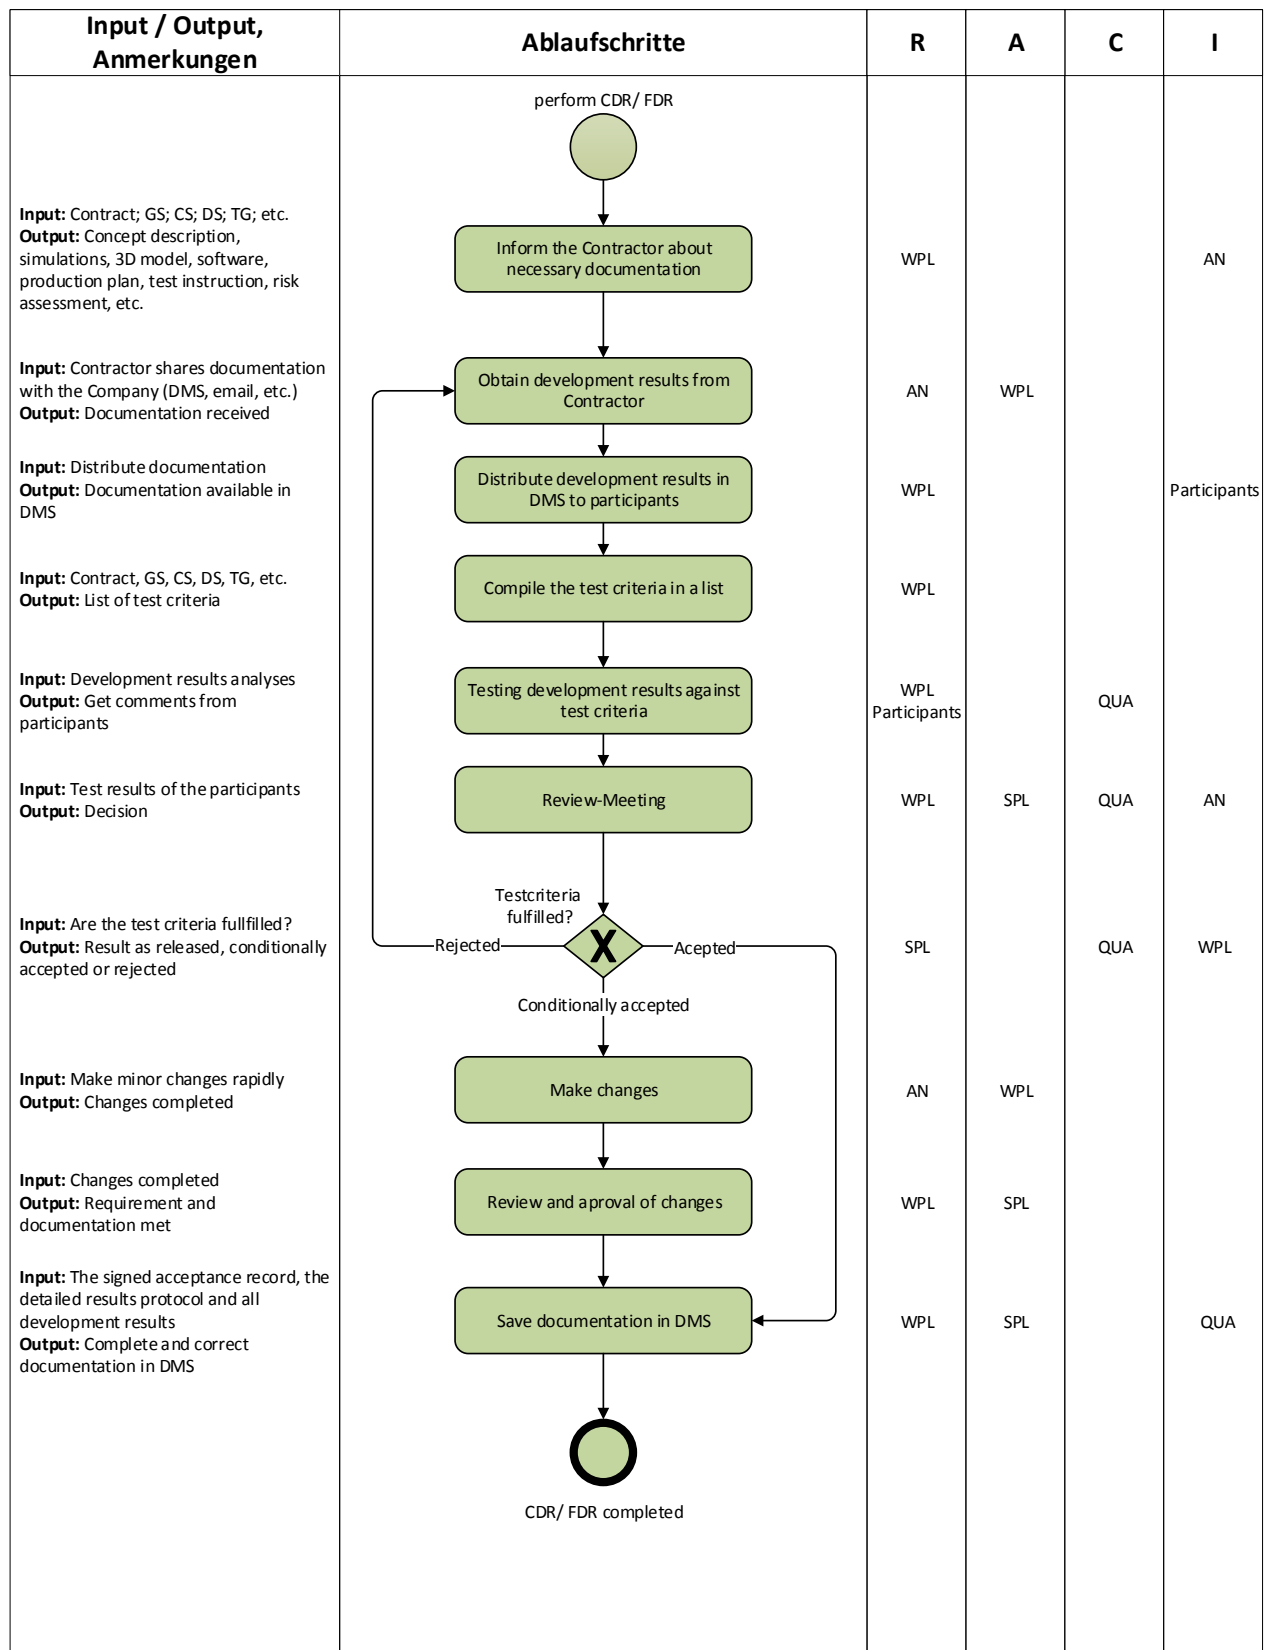 Input / Output,
Anmerkungen
Ablaufschritte
R
A
C
I
perform CDR/ FDR
Input: Contract; GS; CS; DS; TG; etc.
Output: Concept description,
simulations, 3D model, software,
production plan, test instruction, risk
assessment, etc.
Inform the Contractor about
necessary documentation
WPL
AN
Input: Contractor shares documentation
with the Company (DMS, email, etc.)
Output: Documentation received
Obtain development results from
Contractor
AN
WPL
Input: Distribute documentation
Output: Documentation available in
DMS
Distribute development results in
DMS to participants
WPL
Participants
Input: Contract, GS, CS, DS, TG, etc.
Output: List of test criteria
Compile the test criteria in a list
WPL
Input: Development results analyses
Output: Get comments from
participants
Testing development results against
test criteria
WPL
Participants
QUA
Input: Test results of the participants
Output: Decision
Review-Meeting
WPL
SPL
QUA
AN
Testcriteria
fulfilled?
Input: Are the test criteria fullfilled?
Output: Result as released, conditionally
accepted or rejected
Rejected
X
Acepted
SPL
QUA
WPL
Conditionally accepted
Input: Make minor changes rapidly
Output: Changes completed
Make changes
AN
WPL
Input: Changes completed
Output: Requirement and
documentation met
Review and aproval of changes
WPL
SPL
Input: The signed acceptance record, the
detailed results protocol and all
development results
Output: Complete and correct
documentation in DMS
Save documentation in DMS
WPL
SPL
QUA
CDR/ FDR completed